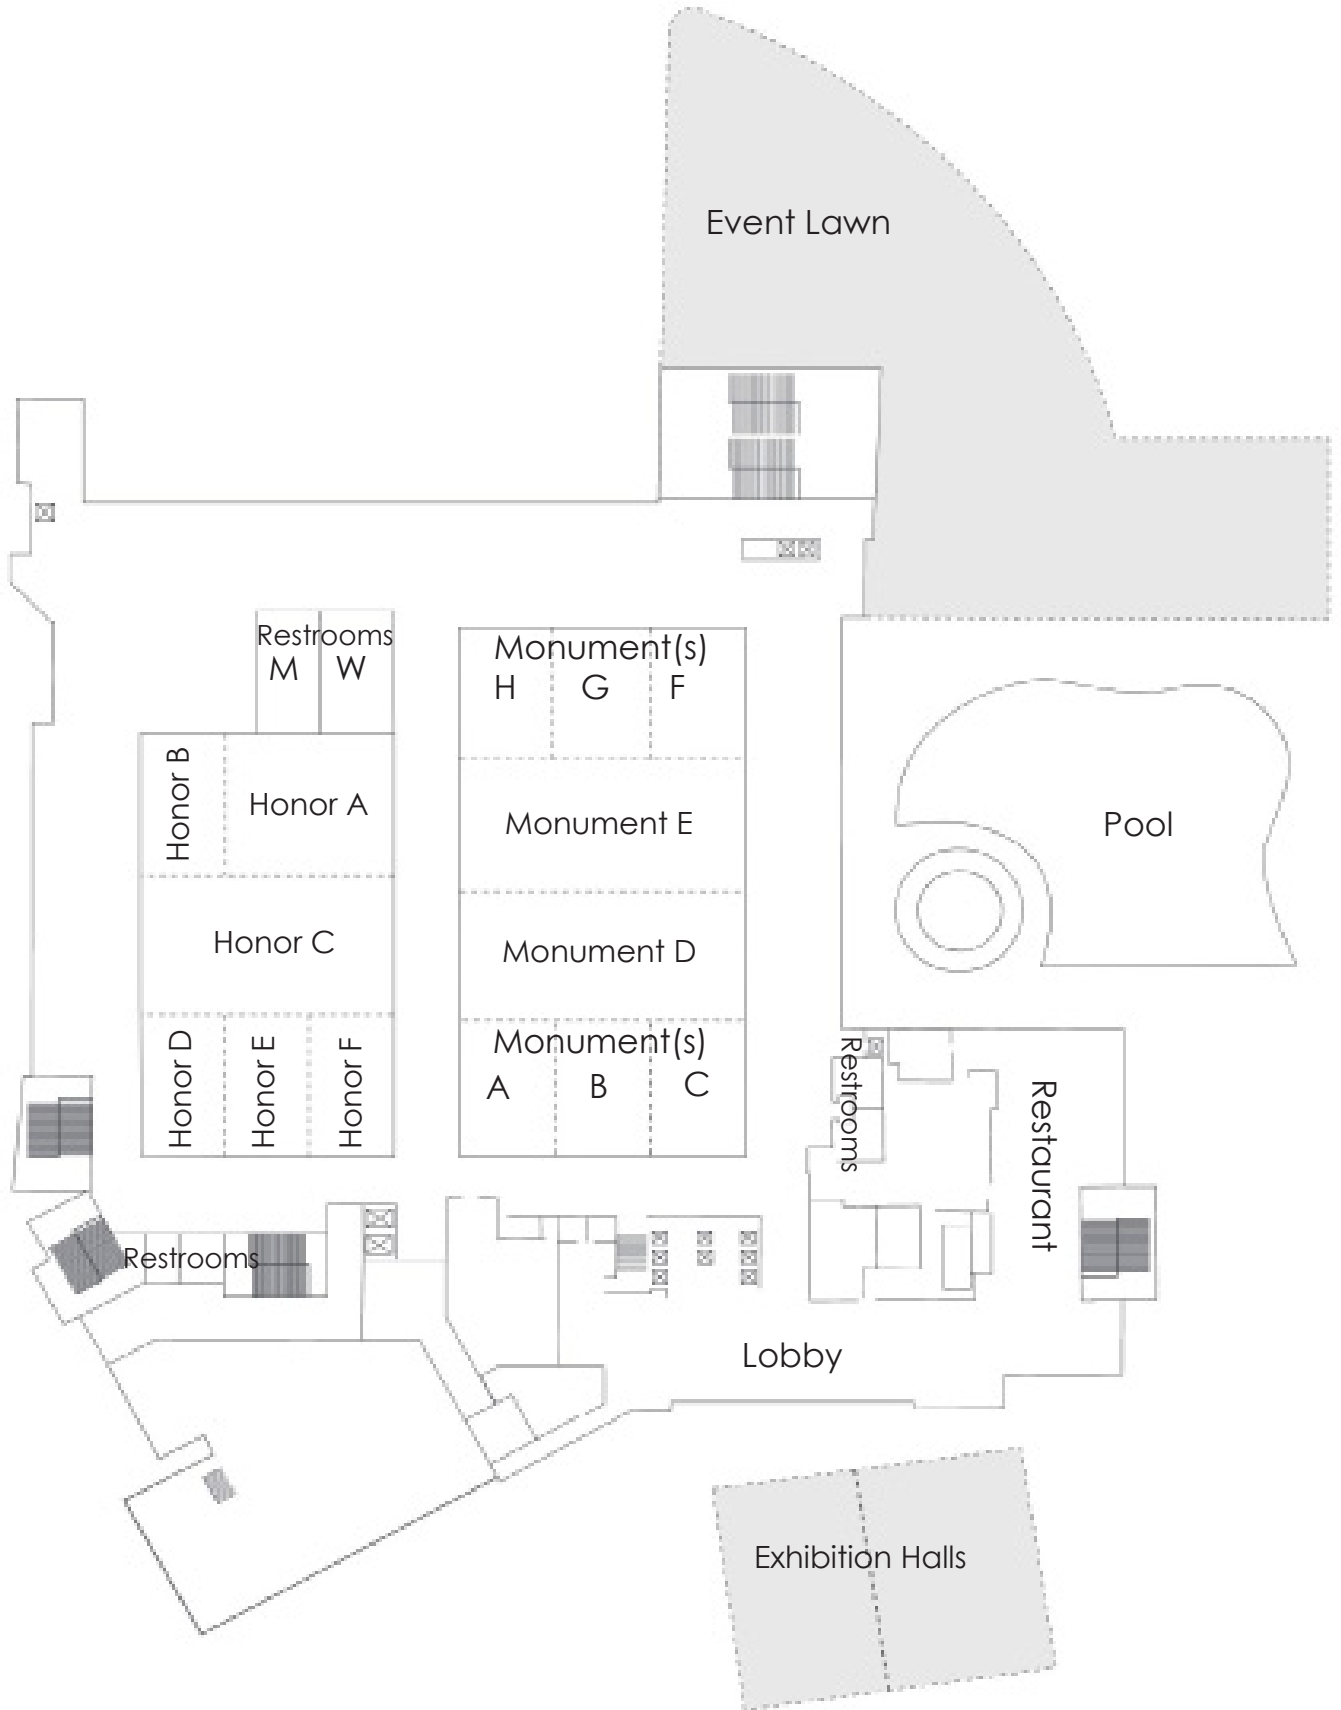 Event Lawn
Restrooms
M W
Monument(s)
H G F
Honor B
Honor A
Monument E
Pool
Honor C
Monument D
Honor D
Honor E
Honor F
Monument(s)
A B C
Restrooms
Restaurant
Restrooms
Lobby
Exhibition Halls